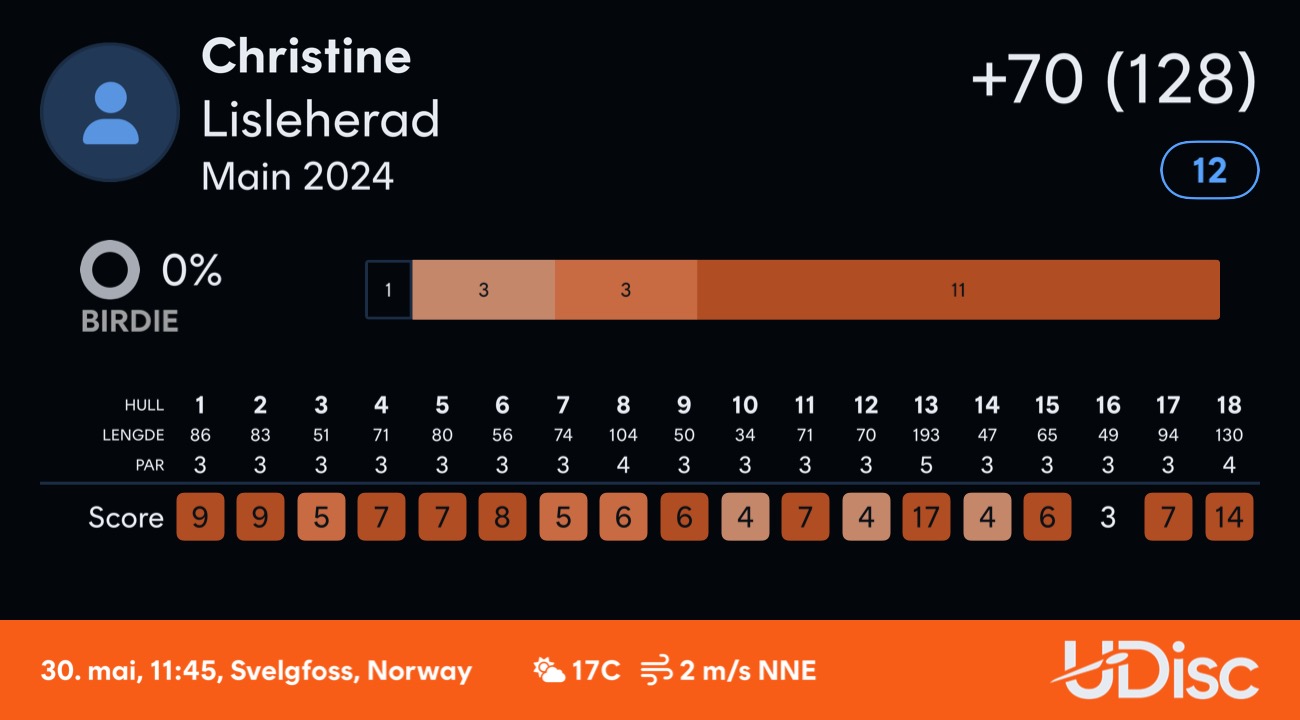 Christine
Lisleherad
Main 2024
+70 (128)
12
0%
BIRDIE
1 3 3 11
HULL 1 2 3 4 5 6 7 8 9 10 11 12 13 14 15 16 17 18
LENGDE 86 83 51 71 80 56 74 104 50 34 71 70 193 47 65 49 94 130
PAR 3 3 3 3 3 3 3 4 3 3 3 3 5 3 3 3 3 4
Score 9 9 5 7 7 8 5 6 6 4 7 4 17 4 6 3 7 14
30. mai, 11:45, Svelgfoss, Norway 17C 2 m/s NNE
UDisc